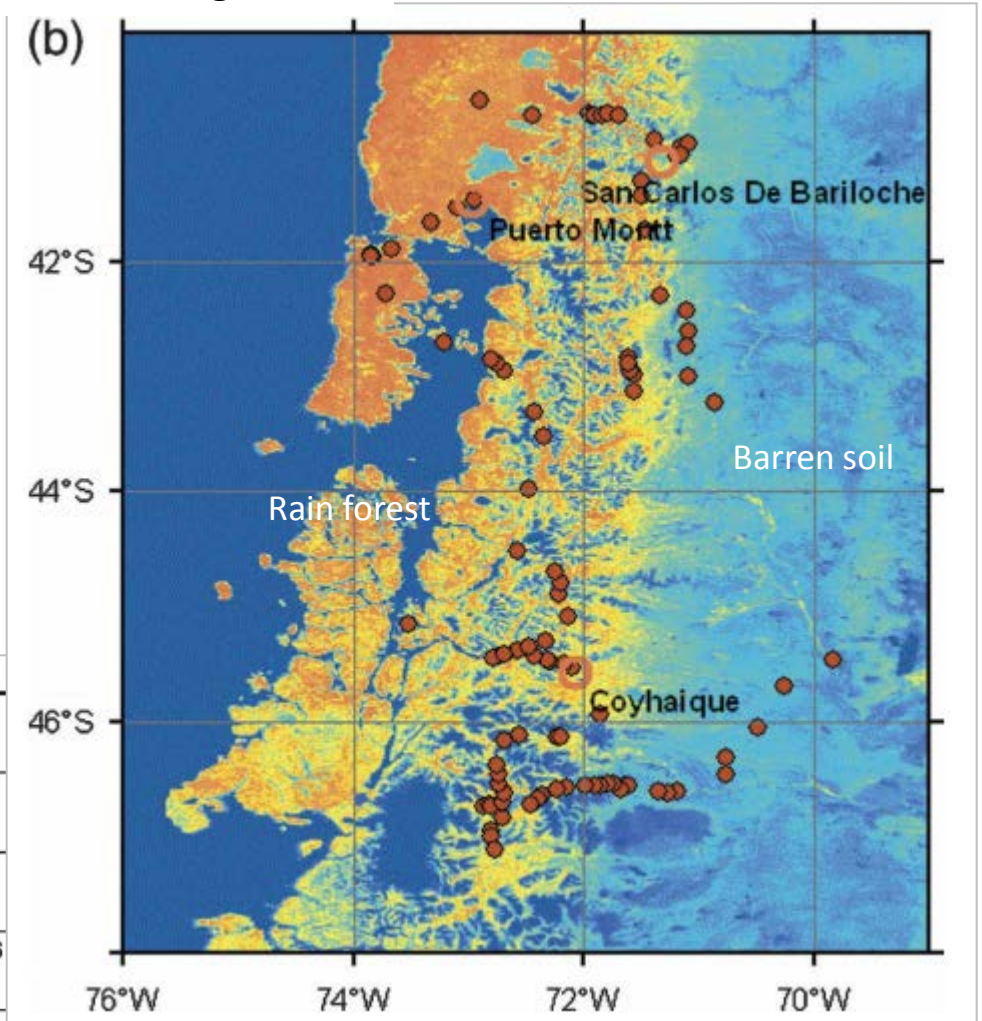 (b)
San Carlos De Bariloche
Puerto Montt
42°S
Barren soil
44°S
Rain forest
Coyhaique
46°S
76°W 74°W 72°W 70°W